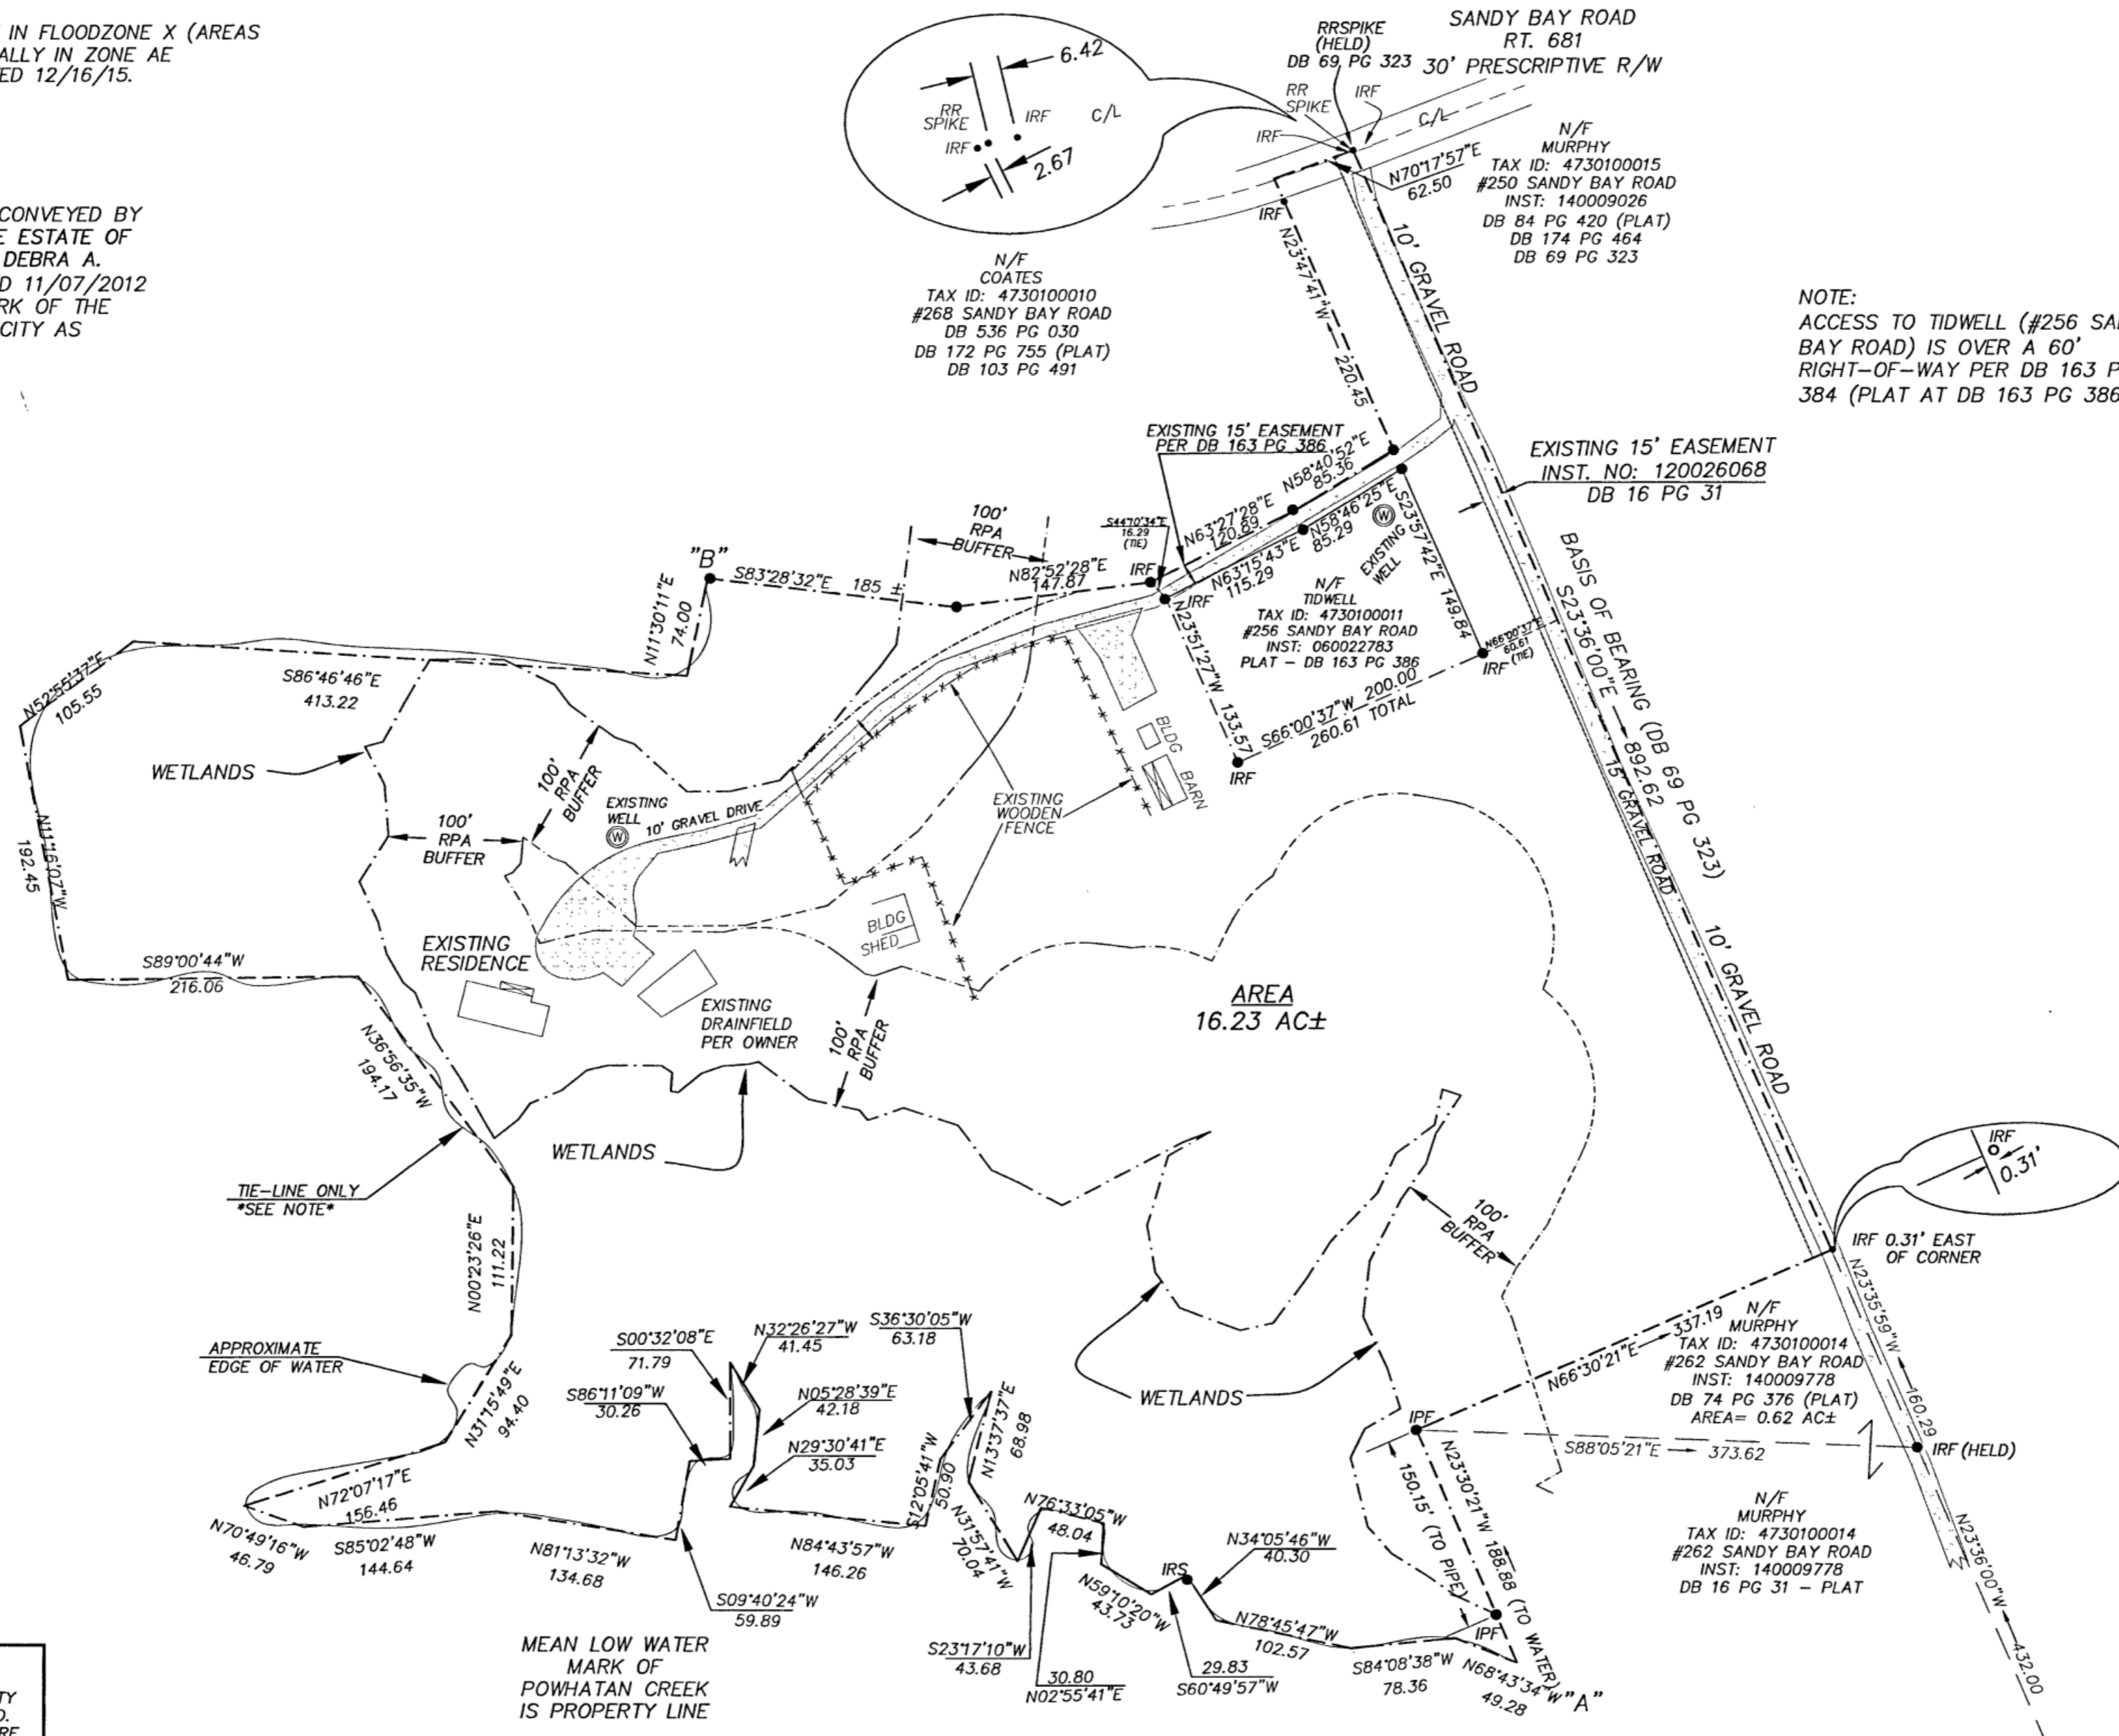 IN FLOODZONE X (AREAS
ALLY IN ZONE AE
ED 12/16/15.
CONVEYED BY
E ESTATE OF
DEBRA A.
D 11/07/2012
RK OF THE
CITY AS
6.42
RR
SPIKE
IRF
C/L
IRF
2.67
RRSPIKE
(HELD)
DB 69 PG 323
SANDY BAY ROAD
RT. 681
30' PRESCRIPTIVE R/W
RR
SPIKE
IRF
IRF
C/L
N70°17'57"E
62.50
IRF
N/F
MURPHY
TAX ID: 4730100015
#250 SANDY BAY ROAD
INST: 140009026
DB 84 PG 420 (PLAT)
DB 174 PG 464
DB 69 PG 323
N/F
COATES
TAX ID: 4730100010
#268 SANDY BAY ROAD
DB 536 PG 030
DB 172 PG 755 (PLAT)
DB 103 PG 491
N23°47'41"W 220.45
10' GRAVEL ROAD
NOTE:
ACCESS TO TIDWELL (#256
BAY ROAD) IS OVER A 60'
RIGHT-OF-WAY PER DB 163
384 (PLAT AT DB 163 PG 386
EXISTING 15' EASEMENT
PER DB 163 PG 386
EXISTING 15' EASEMENT
INST. NO: 120026068
DB 16 PG 31
N58°40'52"E
85.36
N63°27'28"E
120.89
S44°10'34"E
16.29
(TIE)
N58°46'25"E
85.29
N63°15'43"E
115.29
W
EXISTING
WELL
S23°57'42"E 149.84
100'
RPA
BUFFER
"B"
S83°28'32"E 185 ±
N82°52'28"E
147.87
IRF
IRF
N11°30'11"E
74.00
N/F
TIDWELL
TAX ID: 4730100011
#256 SANDY BAY ROAD
INST: 060022783
PLAT - DB 163 PG 386
N66°00'37"E
60.61
(TIE)
IRF
N23°51'27"W 133.57
S66°00'37"W 200.00
260.61 TOTAL
IRF
BASIS OF BEARING (DB 69 PG 323)
S23°36'00"E 892.62
15' GRAVEL ROAD
10' GRAVEL ROAD
N52°55'37"E
105.55
S86°46'46"E
413.22
WETLANDS
100'
RPA
BUFFER
100'
RPA
BUFFER
EXISTING
WELL
W
10' GRAVEL DRIVE
EXISTING
WOODEN
FENCE
BLDG
BARN
N11°16'07"W
192.45
S89°00'44"W
216.06
EXISTING
RESIDENCE
BLDG
SHED
EXISTING
DRAINFIELD
PER OWNER
100'
RPA
BUFFER
AREA
16.23 AC±
N36°56'35"W
194.17
WETLANDS
TIE-LINE ONLY
*SEE NOTE*
N00°23'26"E
111.22
100'
RPA
BUFFER
IRF
0.31'
IRF 0.31' EAST
OF CORNER
APPROXIMATE
EDGE OF WATER
N31°15'49"E
94.40
S00°32'08"E
71.79
N32°26'27"W
41.45
S36°30'05"W
63.18
S86°11'09"W
30.26
N05°28'39"E
42.18
N29°30'41"E
35.03
S12°05'41"W
50.90
N13°37'37"E
68.98
WETLANDS
N66°30'21"E 337.19
N/F
MURPHY
TAX ID: 4730100014
#262 SANDY BAY ROAD
INST: 140009778
DB 74 PG 376 (PLAT)
AREA= 0.62 AC±
N23°35'59"W 160.29
IPF
S88°05'21"E 373.62
IRF (HELD)
N72°07'17"E
156.46
N70°49'16"W
46.79
S85°02'48"W
144.64
N81°13'32"W
134.68
S09°40'24"W
59.89
N84°43'57"W
146.26
N31°57'41"W
70.04
N76°33'05"W
48.04
S23°17'10"W
43.68
30.80
N02°55'41"E
N59°10'20"W
43.73
IRS
N34°05'46"W
40.30
29.83
S60°49'57"W
N78°45'47"W
102.57
150.15' (TO PIPE)
N23°30'21"W 188.88 (TO WATER)
IPF
S84°08'38"W
78.36
N68°43'34"W
49.28
"A"
N/F
MURPHY
TAX ID: 4730100014
#262 SANDY BAY ROAD
INST: 140009778
DB 16 PG 31 - PLAT
N23°36'00"W 432.00
MEAN LOW WATER
MARK OF
POWHATAN CREEK
IS PROPERTY LINE